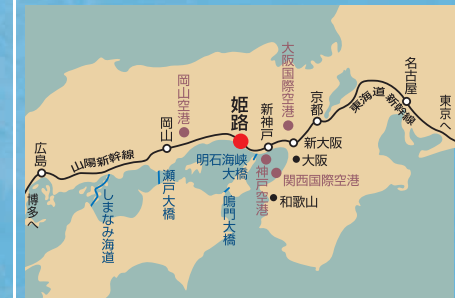 広島
博多へ
山陽新幹線
しまなみ海道
岡山
岡山空港
瀬戸大橋
姫路
明石海峡
大橋
鳴門大橋
新神戸
神戸空港
大阪国際空港
京都
新大阪
大阪
関西国際空港
和歌山
東海道新幹線
名古屋
東京へ